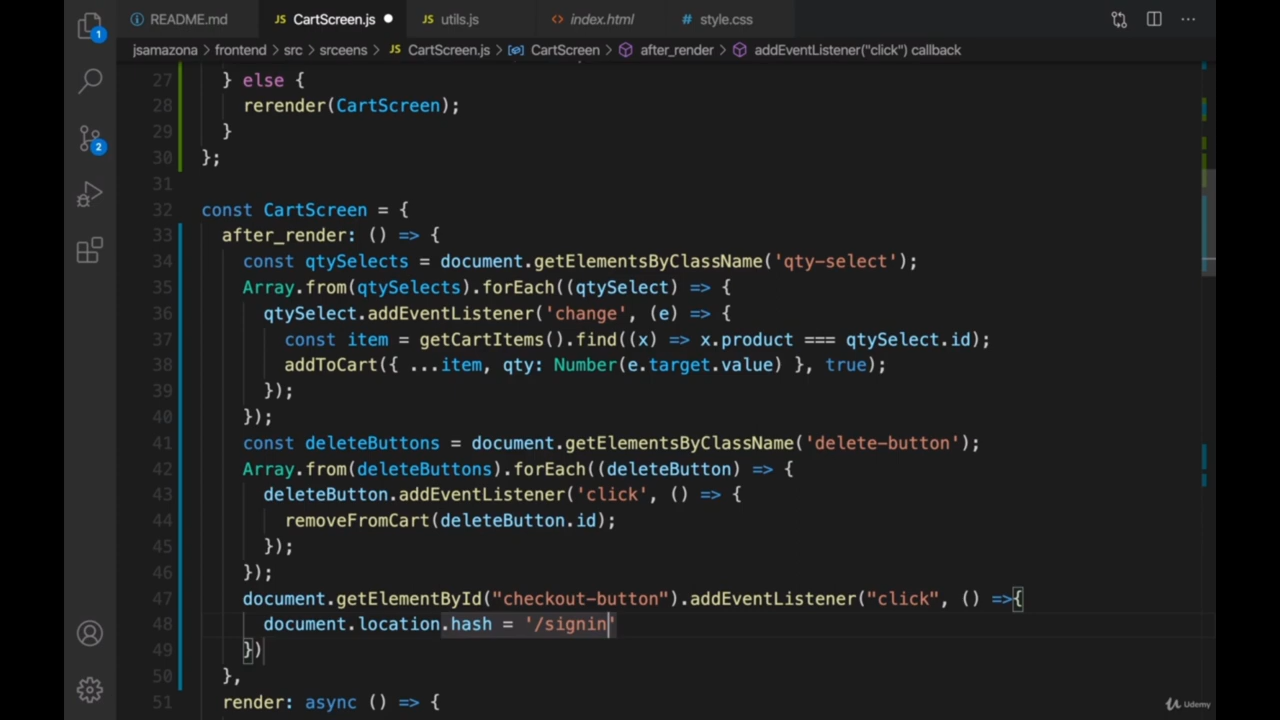 README.md
CartScreen.js
utils.js
index.html
style.css
jsamazona > frontend > src > srceens > JS CartScreen.js > CartScreen > after_render > addEventListener("click") callback
27 } else {
28 rerender(CartScreen);
29 }
30 };
31
32 const CartScreen = {
33 after_render: () => {
34 const qtySelects = document.getElementsByClassName('qty-select');
35 Array.from(qtySelects).forEach((qtySelect) => {
36 qtySelect.addEventListener('change', (e) => {
37 const item = getCartItems().find((x) => x.product === qtySelect.id);
38 addToCart({ ...item, qty: Number(e.target.value) }, true);
39 });
40 });
41 const deleteButtons = document.getElementsByClassName('delete-button');
42 Array.from(deleteButtons).forEach((deleteButton) => {
43 deleteButton.addEventListener('click', () => {
44 removeFromCart(deleteButton.id);
45 });
46 });
47 document.getElementById("checkout-button").addEventListener("click", () =>{
48 document.location.hash = '/signin'
49 })
50 },
51 render: async () => {
1
2
Udemy